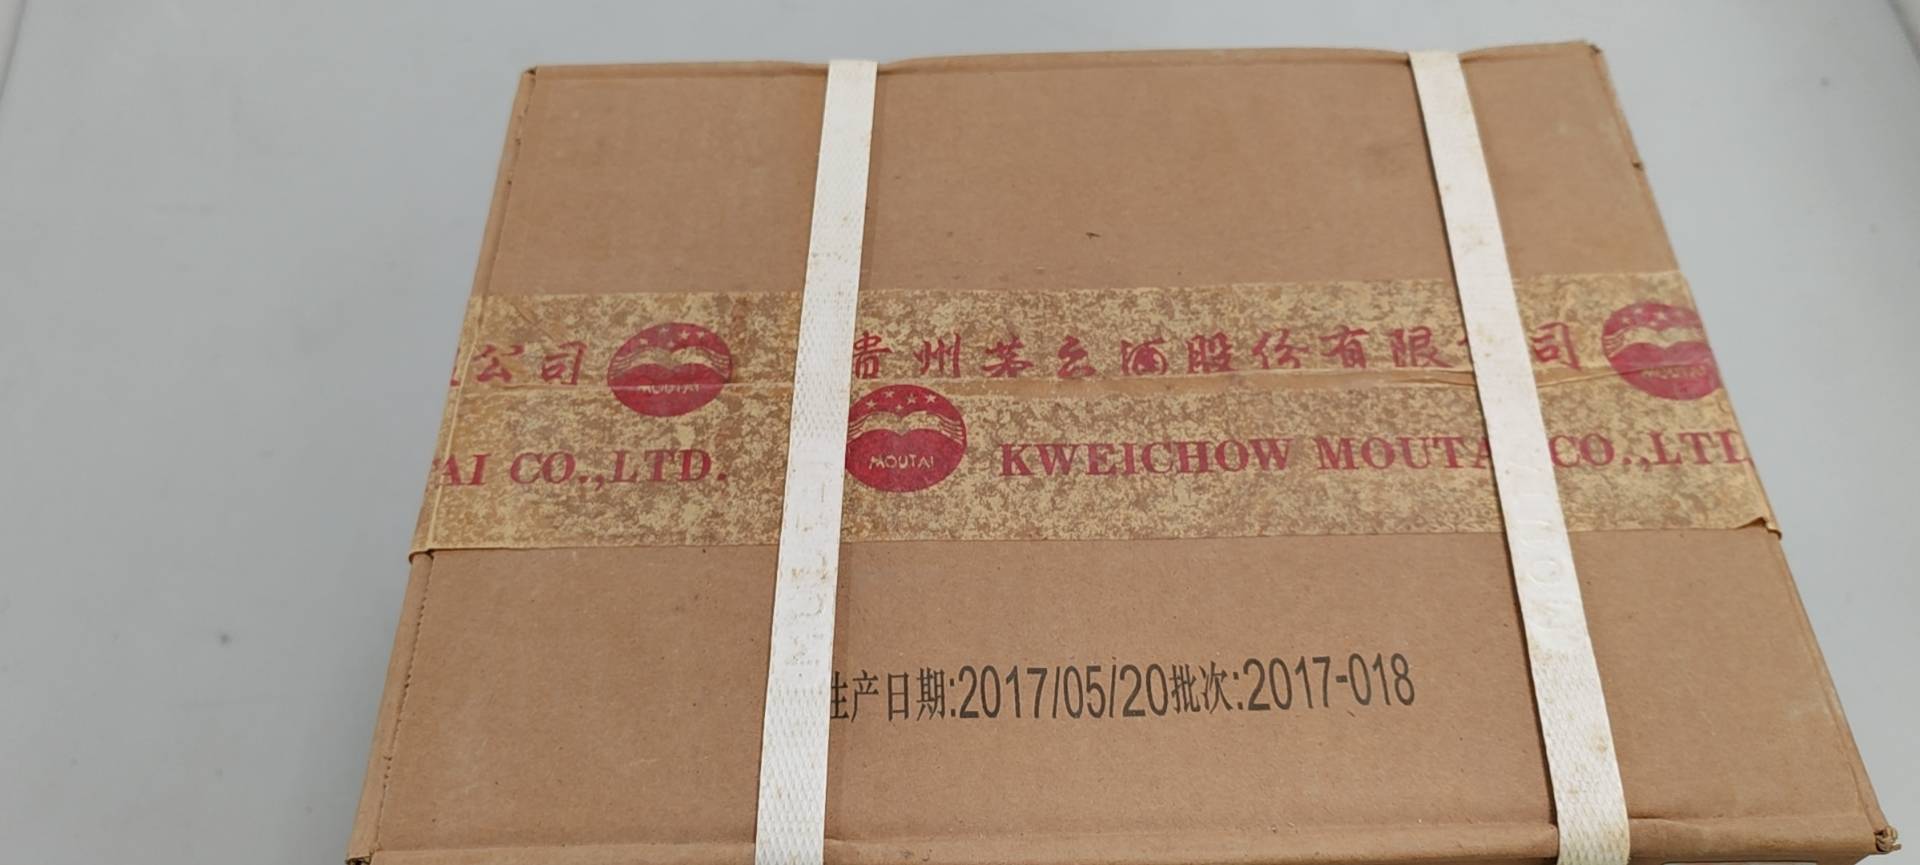 公司 MOUTAI 贵州茅台酒股份有限 司 MOUTAI
AI CO.,LTD. MOUTAI KWEICHOW MOUTA CO.,LTD
生产日期:2017/05/20批次:2017-018